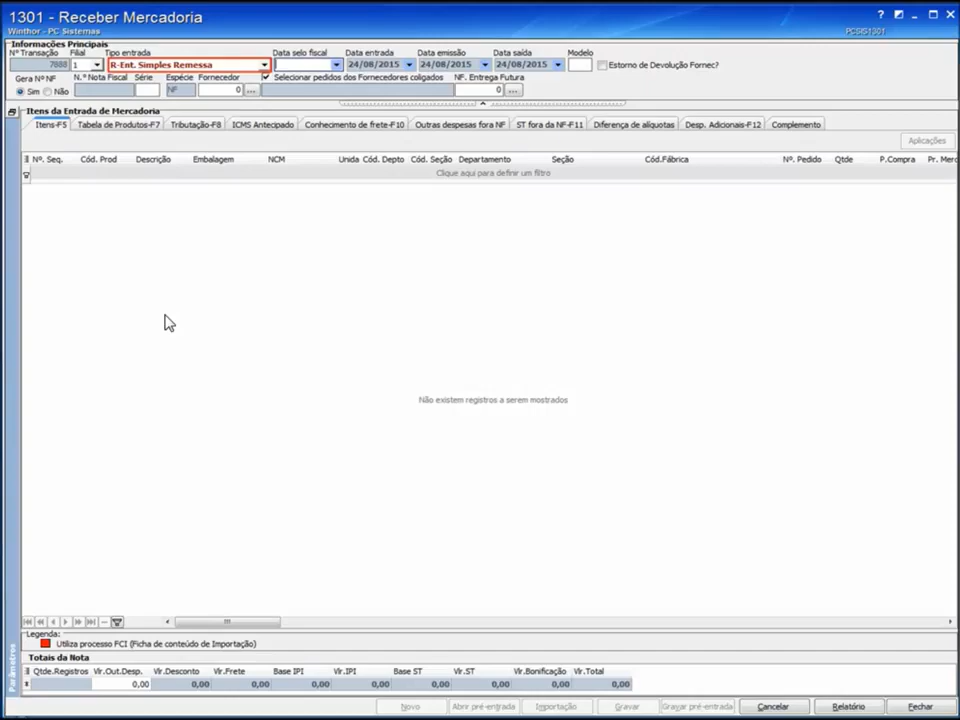 1301 - Receber Mercadoria
Winthor - PC Sistemas
PCSIS1301
Informações Principais
Nº Transação Filial Tipo entrada Data selo fiscal Data entrada Data emissão Data saída Modelo
7888 1 R-Ent. Simples Remessa 24/08/2015 24/08/2015 24/08/2015 Estorno de Devolução Fornec?
Gera Nº NF N.º Nota Fiscal Série Espécie Fornecedor Selecionar pedidos dos Fornecedores coligados NF. Entrega Futura
Sim Não NF 0 ... 0 ...
Itens da Entrada de Mercadoria
Itens-F5 Tabela de Produtos-F7 Tributação-F8 ICMS Antecipado Conhecimento de frete-F10 Outras despesas fora NF ST fora da NF-F11 Diferença de alíquotas Desp. Adicionais-F12 Complemento
Aplicações
Nº. Seq. Cód. Prod Descrição Embalagem NCM Unida Cód. Depto Cód. Seção Departamento Seção Cód.Fábrica Nº. Pedido Qtde P.Compra Pr. Merc
Clique aqui para definir um filtro
Não existem registros a serem mostrados
Legenda:
Utiliza processo FCI (Ficha de conteúdo de Importação)
Parâmetros
Totais da Nota
Qtde.Registros Vlr.Out.Desp. Vlr.Desconto Vlr.Frete Base IPI Vlr.IPI Base ST Vlr.ST Vlr.Bonificação Vlr.Total
0,00 0,00 0,00 0,00 0,00 0,00 0,00 0,00 0,00
Novo Abrir pré-entrada Importação Gravar Gravar pré-entrada Cancelar Relatório Fechar